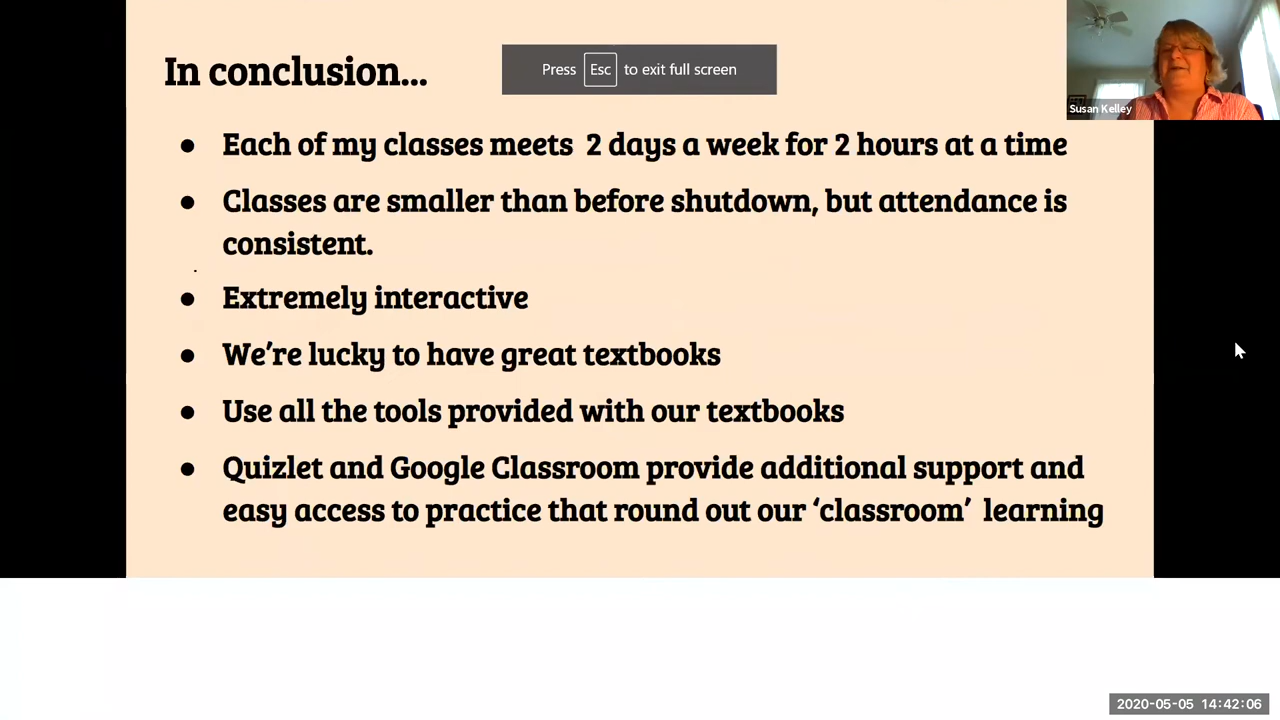 In conclusion...
Press Esc to exit full screen
Susan Kelley
● Each of my classes meets 2 days a week for 2 hours at a time
● Classes are smaller than before shutdown, but attendance is
consistent.
● Extremely interactive
● We’re lucky to have great textbooks
● Use all the tools provided with our textbooks
● Quizlet and Google Classroom provide additional support and
easy access to practice that round out our ‘classroom’ learning
2020-05-05 14:42:06